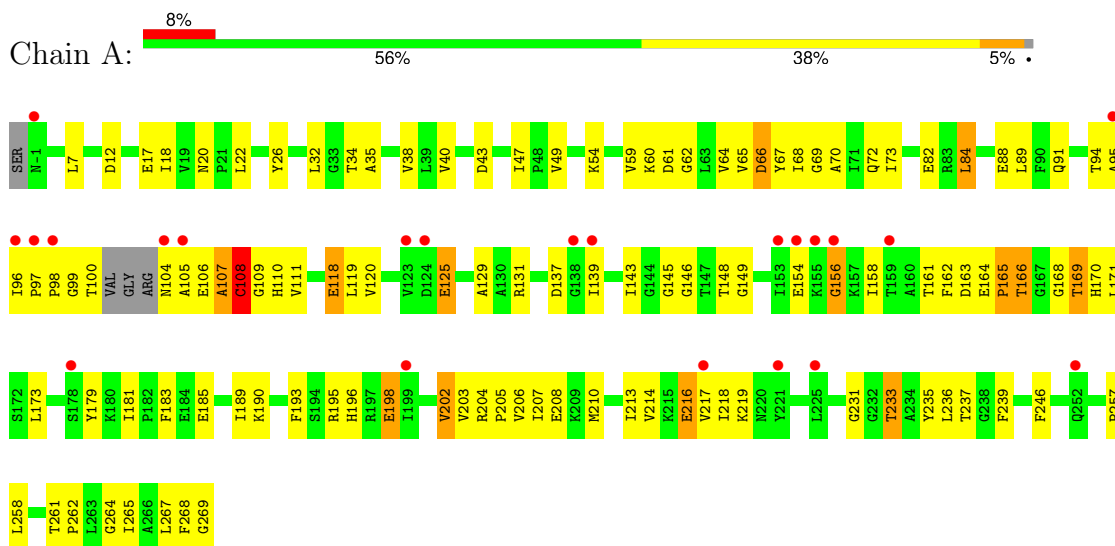 8%
Chain A:
56% 38% 5% •
SER N-1 L7 D12 E17 I18 V19 N20 P21 L22 Y26 L32 G33 T34 A35 V38 L39 V40 D43 I47 P48 V49 K54 V59 K60 D61 G62 L63 V64 V65 D66 Y67 I68 G69 A70 I71 Q72 I73 E82 R83 L84 E88 L89 F90 Q91 T94 A95
I96 P97 P98 G99 T100 VAL GLY ARG N104 A105 E106 A107 C108 G109 H110 V111 E118 L119 V120 V123 D124 E125 A129 A130 R131 D137 G138 I139 I143 G144 G145 G146 T147 T148 G149 I153 E154 K155 G156 K157 I158 T159 A160 T161 F162 D163 E164 P165 T166 G167 G168 T169 H170 L171
S172 L173 S178 Y179 K180 I181 P182 F183 E184 E185 I189 K190 F193 S194 R195 H196 R197 E198 I199 V202 V203 R204 P205 V206 I207 E208 K209 M210 I213 V214 K215 E216 V217 I218 K219 N220 Y221 L225 G231 G232 T233 A234 Y235 L236 T237 G238 F239 F246 Q252
L258 T261 P262 L263 G264 I265 A266 L267 F268 G269